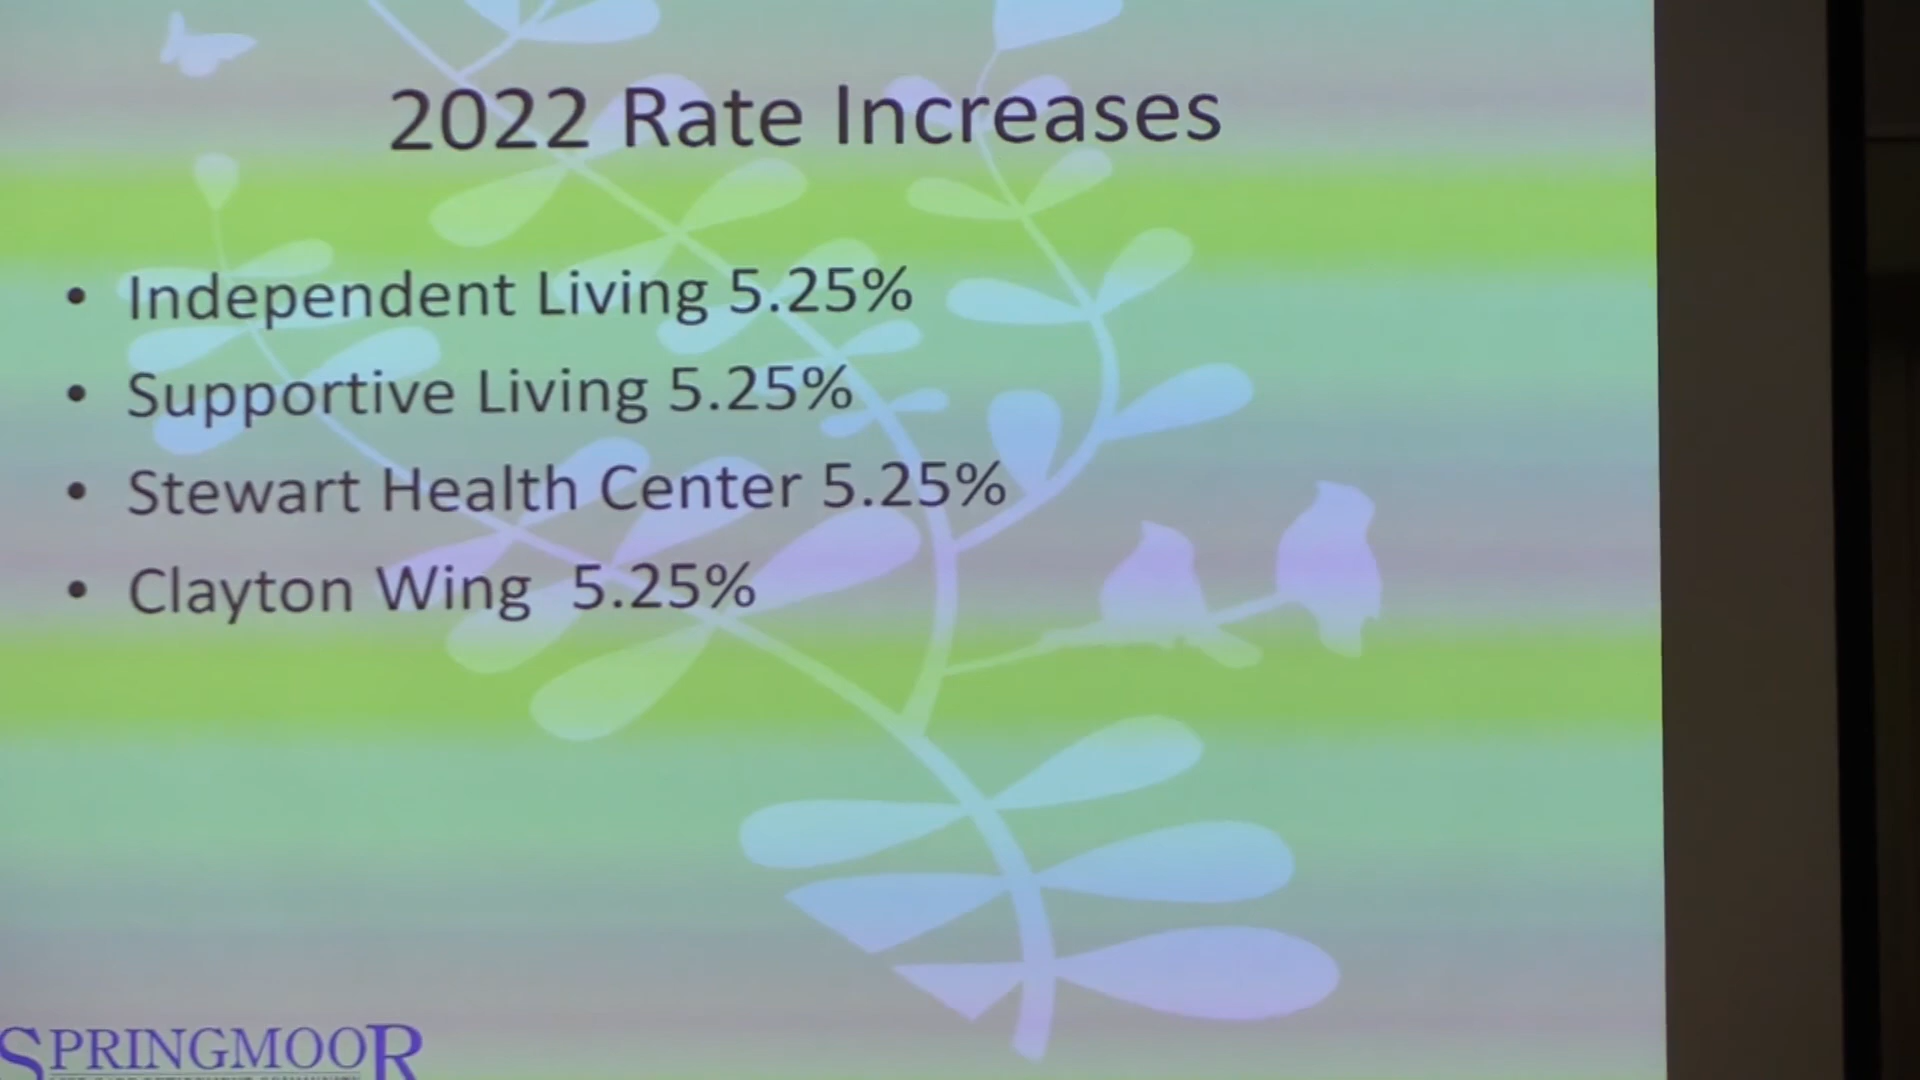 2022 Rate Increases
• Independent Living 5.25%
• Supportive Living 5.25%
• Stewart Health Center 5.25%
• Clayton Wing 5.25%
SPRINGMOOR